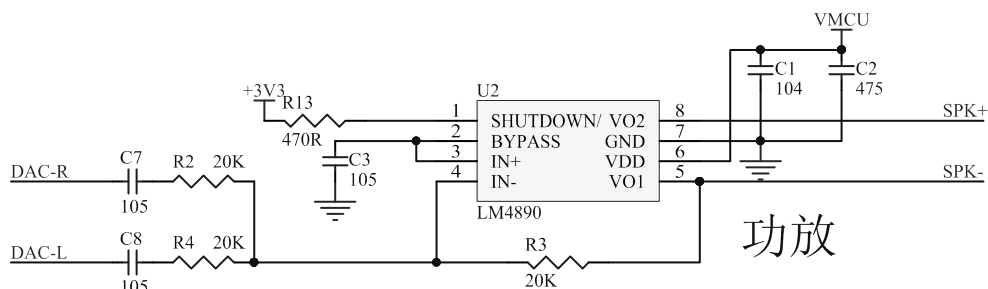 VMCU
U2
C1
104
C2
475
+3V3
R13
470R
1
SHUTDOWN/ VO2
8
SPK+
2
BYPASS GND
7
C3
105
3
IN+ VDD
6
4
IN- VO1
5
SPK-
LM4890
DAC-R
C7
105
R2 20K
DAC-L
C8
105
R4 20K
R3
20K
功放